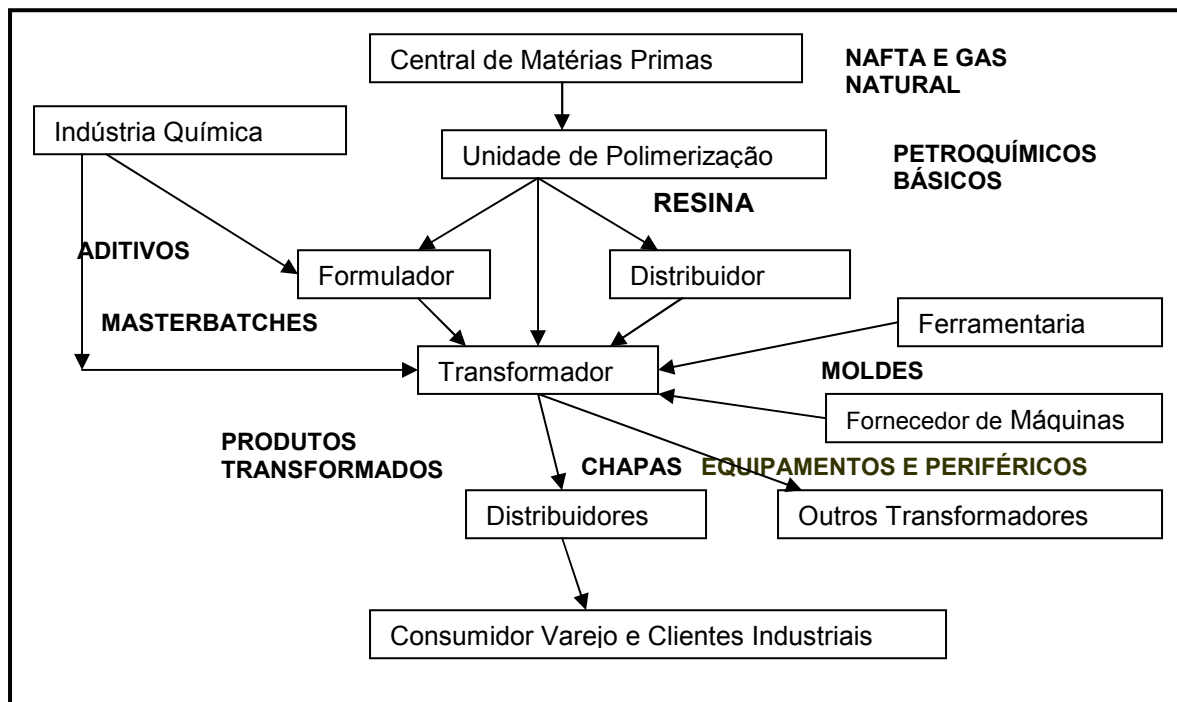 Central de Matérias Primas
NAFTA E GAS
NATURAL
Indústria Química
Unidade de Polimerização
PETROQUÍMICOS
BÁSICOS
RESINA
ADITIVOS
Formulador
Distribuidor
MASTERBATCHES
Ferramentaria
Transformador
MOLDES
Fornecedor de Máquinas
PRODUTOS
TRANSFORMADOS
CHAPAS
EQUIPAMENTOS E PERIFÉRICOS
Distribuidores
Outros Transformadores
Consumidor Varejo e Clientes Industriais